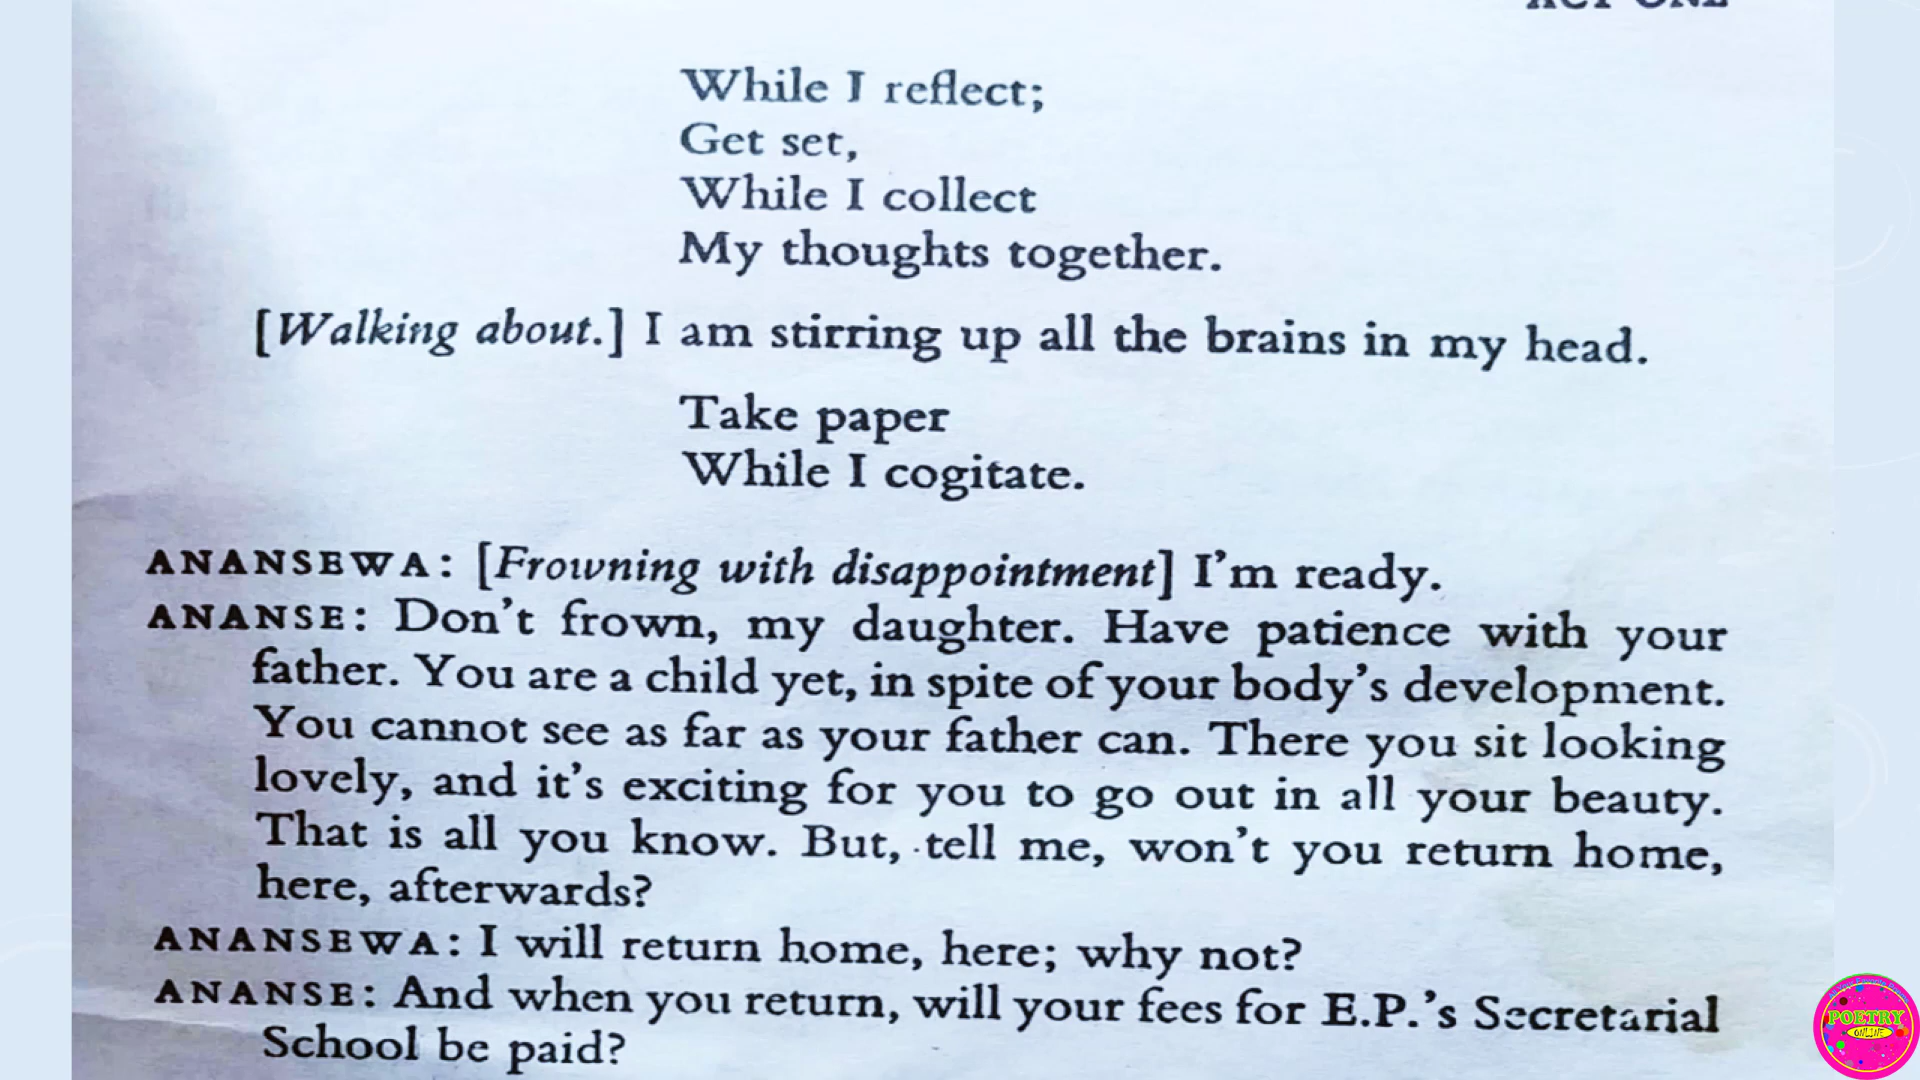 ACT ONE
While I reflect;
Get set,
While I collect
My thoughts together.
[Walking about.] I am stirring up all the brains in my head.
Take paper
While I cogitate.
ANANSEWA: [Frowning with disappointment] I'm ready.
ANANSE: Don't frown, my daughter. Have patience with your
father. You are a child yet, in spite of your body's development.
You cannot see as far as your father can. There you sit looking
lovely, and it's exciting for you to go out in all your beauty.
That is all you know. But, tell me, won't you return home,
here, afterwards?
ANANSEWA: I will return home, here; why not?
ANANSE: And when you return, will your fees for E.P.'s Secretarial
School be paid?
POETRY
ONLINE